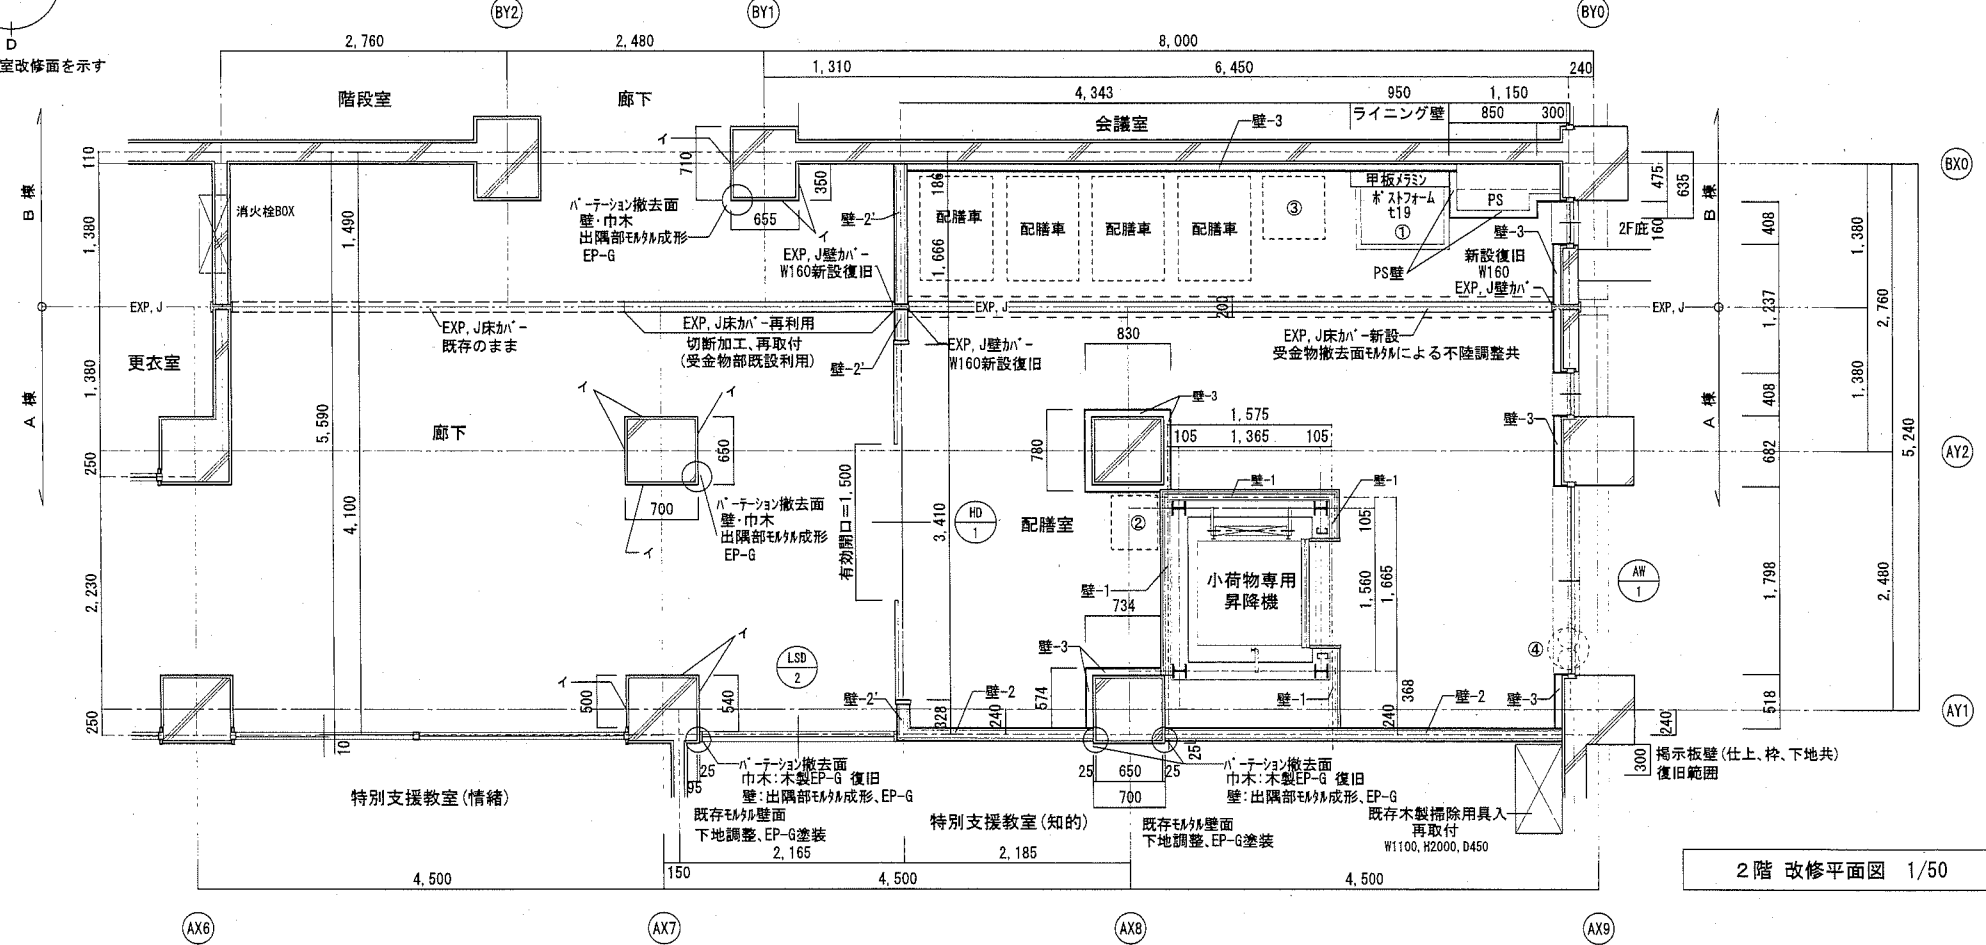 D
室改修面を示す
BY2
BY1
BY0
2,760
2,480
8,000
1,310
6,450
240
4,343
950
1,150
ライニング壁
850
300
階段室
廊下
会議室
壁-3
イ
110
710
350
655
186
BX0
475
635
B 棟
B 棟
消火栓BOX
1,380
1,490
パーテーション撤去面
壁・巾木
出隅部モルタル成形
EP-G
イ
壁-2'
EXP,J壁カバー
W160新設復旧
1,666
配膳車
配膳車
配膳車
配膳車
③
甲板メラミン
ポストフォーム
t19
①
PS
PS壁
壁-3
新設復旧
W160
EXP,J壁カバー
2F庇
160
408
1,380
EXP,J
EXP,J
EXP,J
1,237
2,760
EXP,J床カバー
既存のまま
EXP,J床カバー再利用
切断加工、再取付
(受金物部既設利用)
壁-2'
EXP,J壁カバー
W160新設復旧
200
830
EXP,J床カバー新設
受金物撤去面モルタルによる不陸調整共
更衣室
A 棟
A 棟
1,380
5,590
廊下
イ
イ
650
700
イ
パーテーション撤去面
壁・巾木
出隅部モルタル成形
EP-G
有効開口=1,500
3,410
HD
1
配膳室
②
780
壁-3
1,575
105
1,365
105
壁-1
壁-1
105
1,560
1,665
小荷物専用
昇降機
壁-1
734
壁-3
壁-3
408
1,380
682
5,240
AY2
250
4,100
2,230
AW
1
1,798
2,480
④
イ
イ
LSD
2
500
540
壁-2'
壁-2
328
240
574
壁-1
368
240
壁-2
壁-3
518
240
AY1
250
10
25
95
パーテーション撤去面
巾木:木製EP-G 復旧
壁:出隅部モルタル成形、EP-G
既存モルタル壁面
下地調整、EP-G塗装
25
650
25
25
700
パーテーション撤去面
巾木:木製EP-G 復旧
壁:出隅部モルタル成形、EP-G
既存モルタル壁面
下地調整、EP-G塗装
300
掲示板壁(仕上、枠、下地共)
復旧範囲
特別支援教室(情緒)
特別支援教室(知的)
既存木製掃除用具入
再取付
W1100,H2000,D450
2,165
2,185
150
4,500
4,500
4,500
2階 改修平面図 1/50
AX6
AX7
AX8
AX9